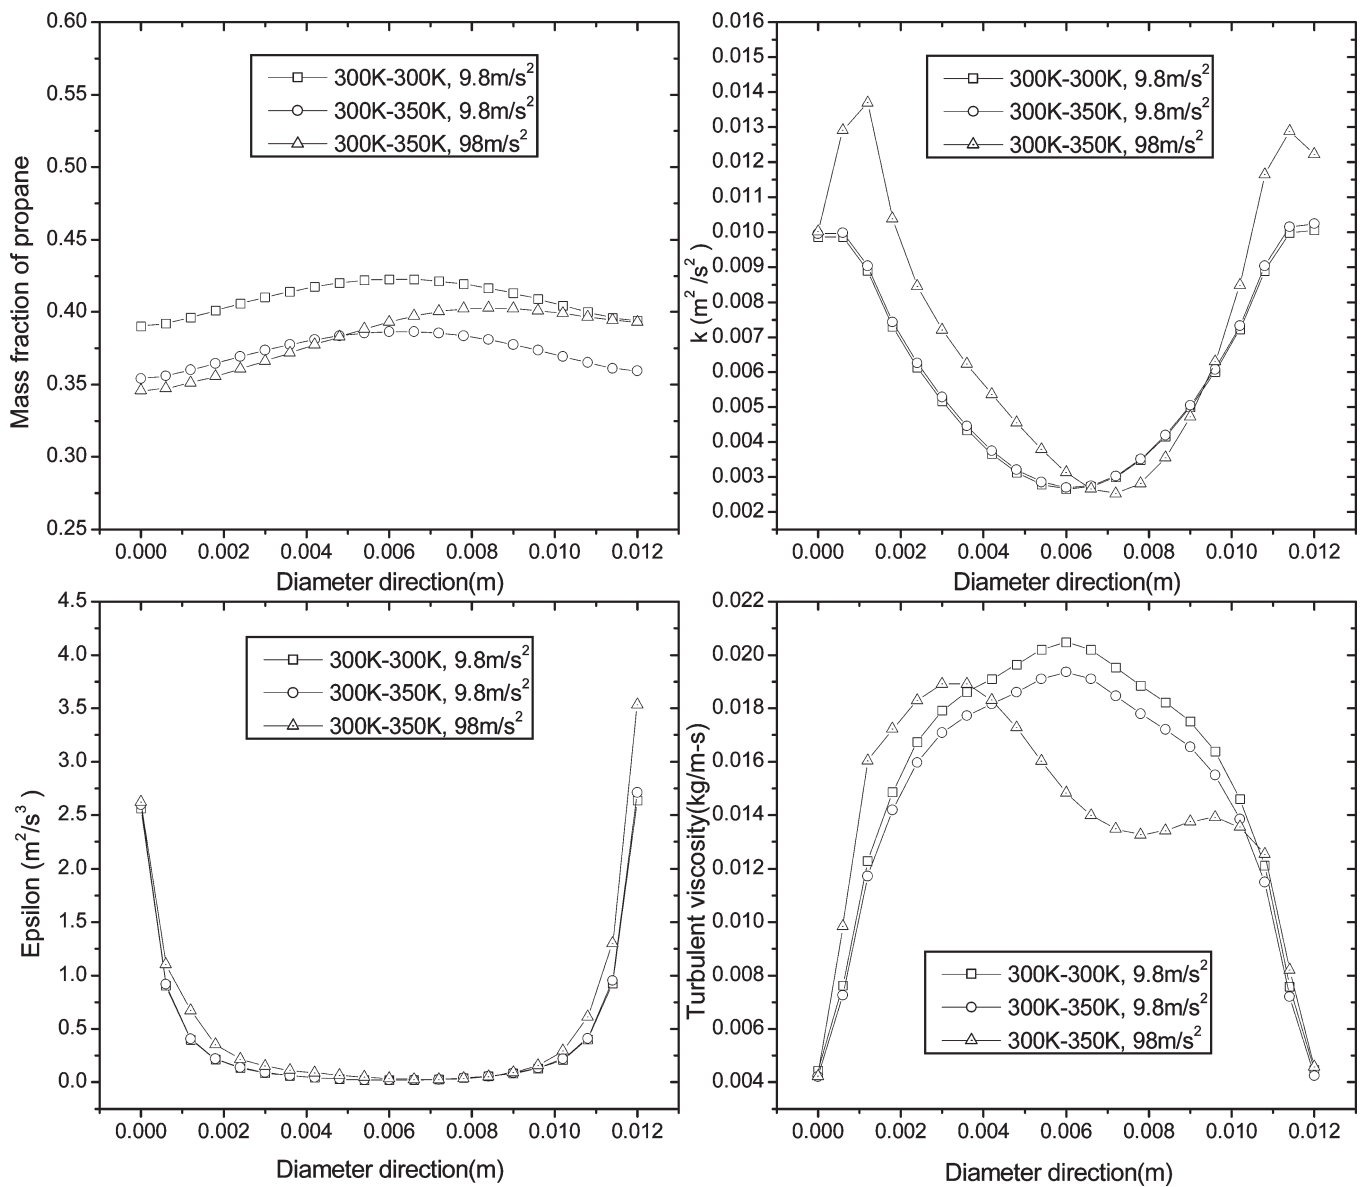 0.60
0.55
0.50
0.45
0.40
0.35
0.30
0.25
Mass fraction of propane
300K-300K, 9.8m/s²
300K-350K, 9.8m/s²
300K-350K, 98m/s²
0.000 0.002 0.004 0.006 0.008 0.010 0.012
Diameter direction(m)
0.016
0.015
0.014
0.013
0.012
0.011
0.010
0.009
0.008
0.007
0.006
0.005
0.004
0.003
0.002
k (m²/s²)
300K-300K, 9.8m/s²
300K-350K, 9.8m/s²
300K-350K, 98m/s²
0.000 0.002 0.004 0.006 0.008 0.010 0.012
Diameter direction(m)
4.5
4.0
3.5
3.0
2.5
2.0
1.5
1.0
0.5
0.0
Epsilon (m²/s³)
300K-300K, 9.8m/s²
300K-350K, 9.8m/s²
300K-350K, 98m/s²
0.000 0.002 0.004 0.006 0.008 0.010 0.012
Diameter direction(m)
0.022
0.020
0.018
0.016
0.014
0.012
0.010
0.008
0.006
0.004
Turbulent viscosity(kg/m-s)
300K-300K, 9.8m/s²
300K-350K, 9.8m/s²
300K-350K, 98m/s²
0.000 0.002 0.004 0.006 0.008 0.010 0.012
Diameter direction(m)